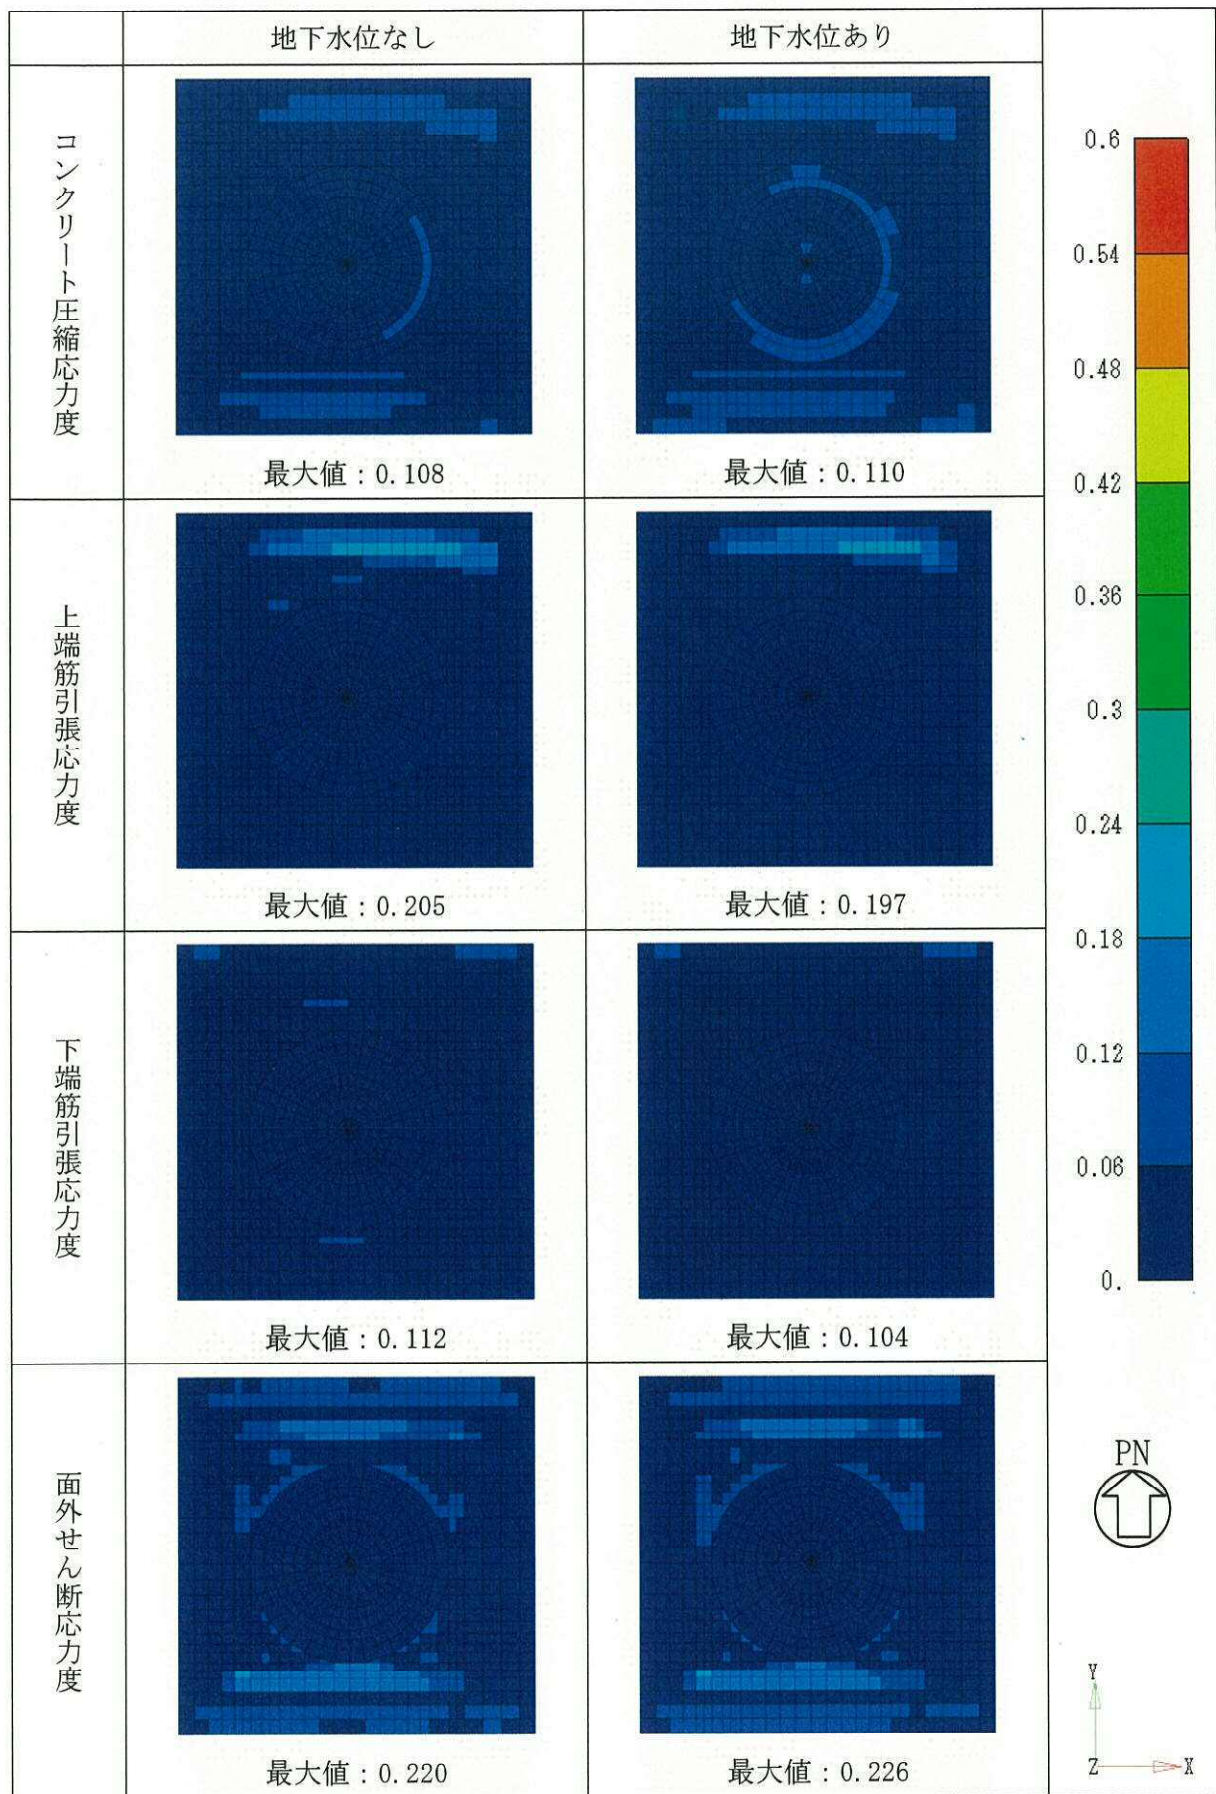 地下水位なし
地下水位あり
コンクリート圧縮応力度
最大値：0.108
最大値：0.110
上端筋引張応力度
最大値：0.205
最大値：0.197
下端筋引張応力度
最大値：0.112
最大値：0.104
面外せん断応力度
最大値：0.220
最大値：0.226
0.6
0.54
0.48
0.42
0.36
0.3
0.24
0.18
0.12
0.06
0.
PN
Y
Z
X